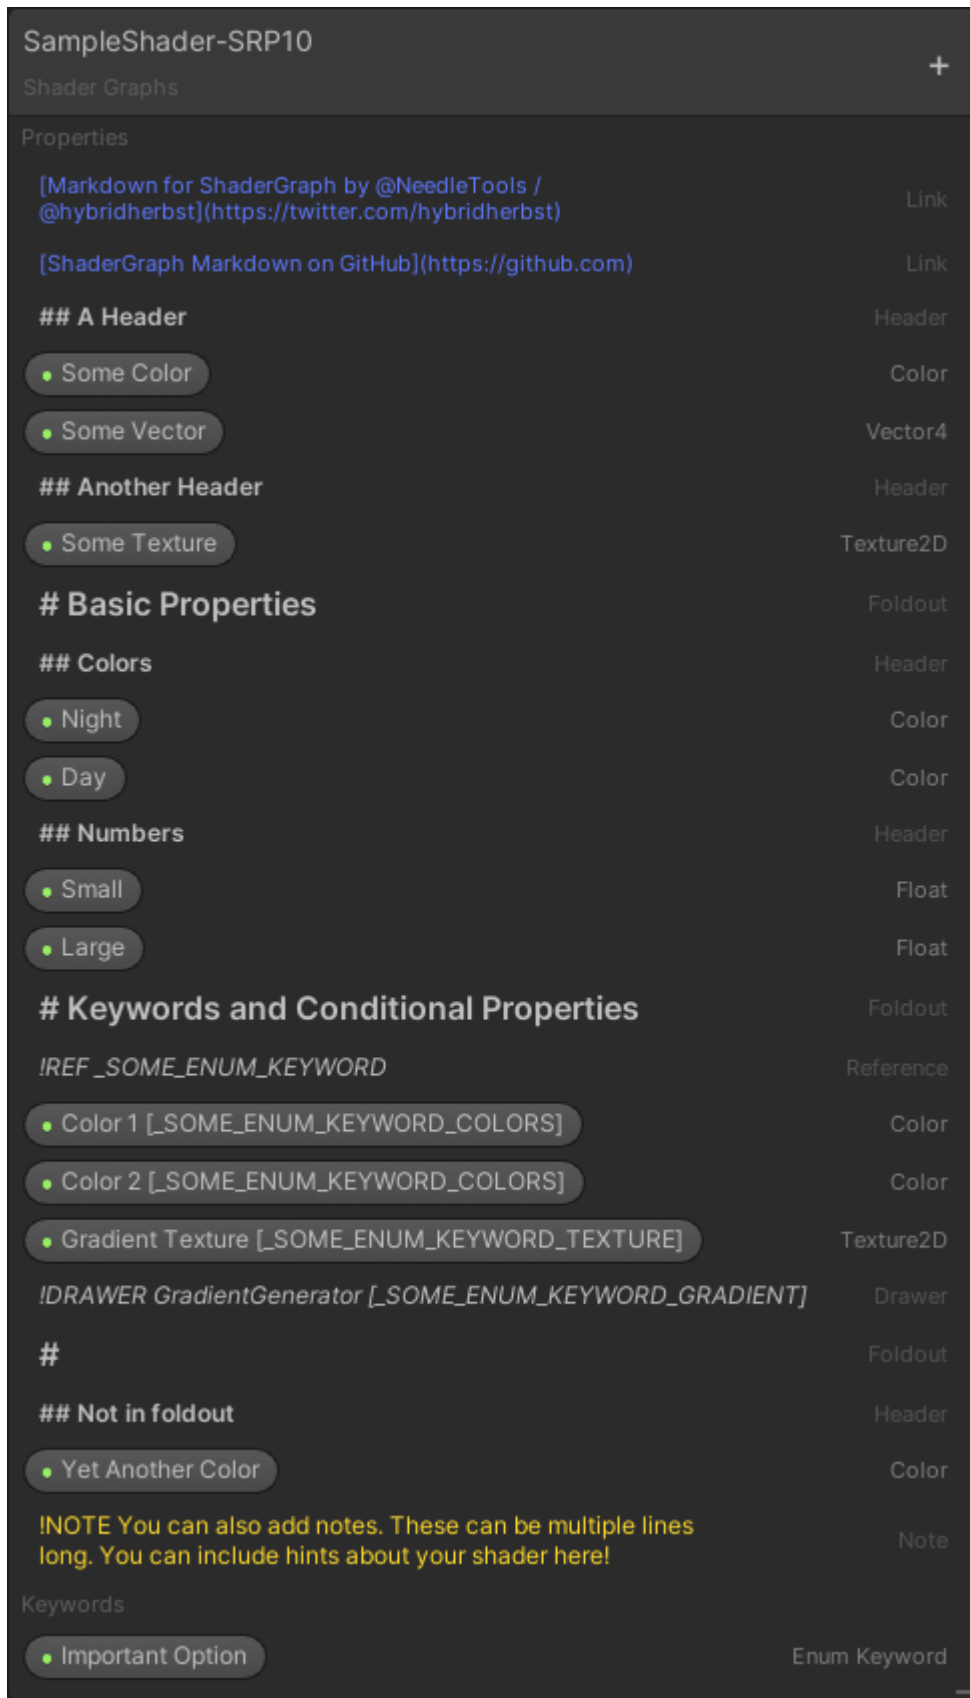 SampleShader-SRP10
+
Shader Graphs
Properties
[Markdown for ShaderGraph by @NeedleTools /
@hybridherbst](https://twitter.com/hybridherbst)
Link
[ShaderGraph Markdown on GitHub](https://github.com)
Link
## A Header
Header
Some Color
Color
Some Vector
Vector4
## Another Header
Header
Some Texture
Texture2D
# Basic Properties
Foldout
## Colors
Header
Night
Color
Day
Color
## Numbers
Header
Small
Float
Large
Float
# Keywords and Conditional Properties
Foldout
!REF _SOME_ENUM_KEYWORD
Reference
Color 1 [_SOME_ENUM_KEYWORD_COLORS]
Color
Color 2 [_SOME_ENUM_KEYWORD_COLORS]
Color
Gradient Texture [_SOME_ENUM_KEYWORD_TEXTURE]
Texture2D
!DRAWER GradientGenerator [_SOME_ENUM_KEYWORD_GRADIENT]
Drawer
#
Foldout
## Not in foldout
Header
Yet Another Color
Color
!NOTE You can also add notes. These can be multiple lines
long. You can include hints about your shader here!
Note
Keywords
Important Option
Enum Keyword